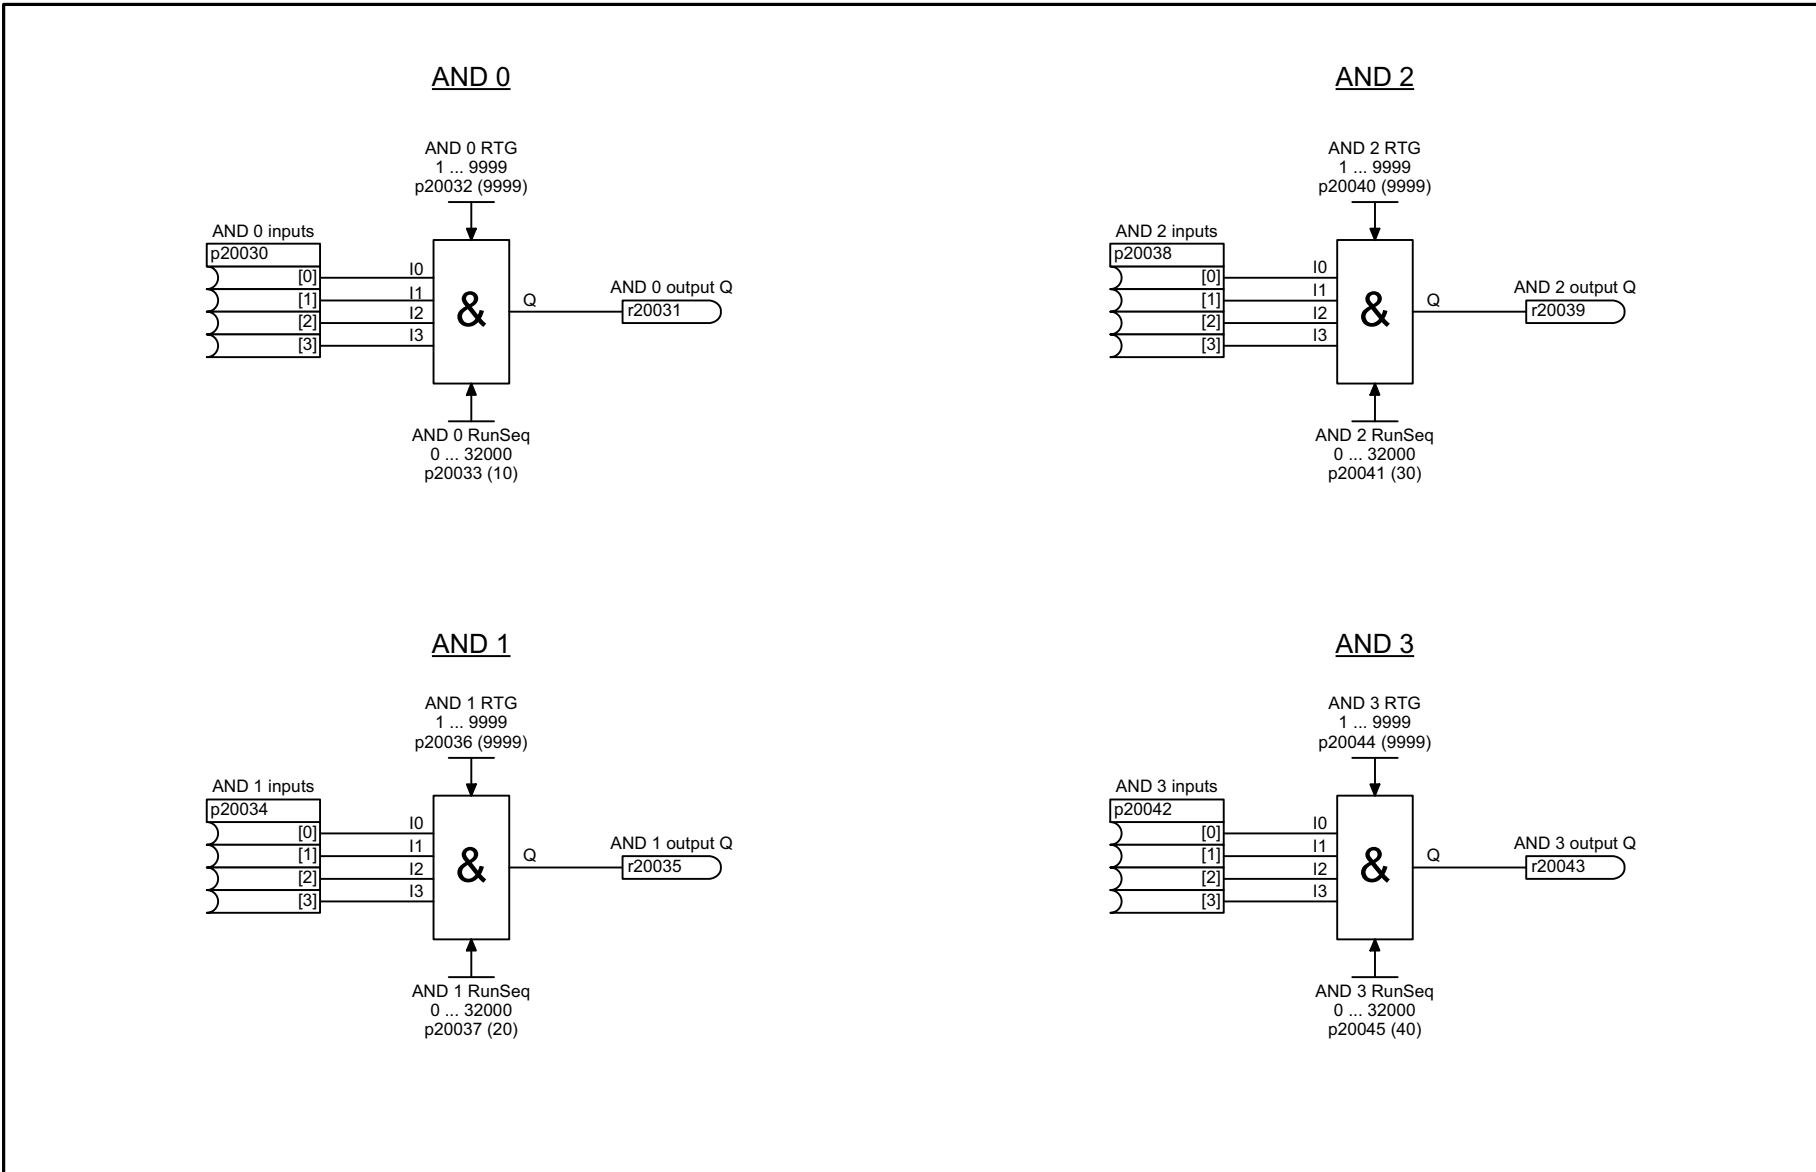 AND 0
AND 0 RTG
1 ... 9999
p20032 (9999)
AND 0 inputs
p20030
[0]
[1]
[2]
[3]
I0
I1
I2
I3
&
Q
AND 0 output Q
r20031
AND 0 RunSeq
0 ... 32000
p20033 (10)
AND 2
AND 2 RTG
1 ... 9999
p20040 (9999)
AND 2 inputs
p20038
[0]
[1]
[2]
[3]
I0
I1
I2
I3
&
Q
AND 2 output Q
r20039
AND 2 RunSeq
0 ... 32000
p20041 (30)
AND 1
AND 1 RTG
1 ... 9999
p20036 (9999)
AND 1 inputs
p20034
[0]
[1]
[2]
[3]
I0
I1
I2
I3
&
Q
AND 1 output Q
r20035
AND 1 RunSeq
0 ... 32000
p20037 (20)
AND 3
AND 3 RTG
1 ... 9999
p20044 (9999)
AND 3 inputs
p20042
[0]
[1]
[2]
[3]
I0
I1
I2
I3
&
Q
AND 3 output Q
r20043
AND 3 RunSeq
0 ... 32000
p20045 (40)